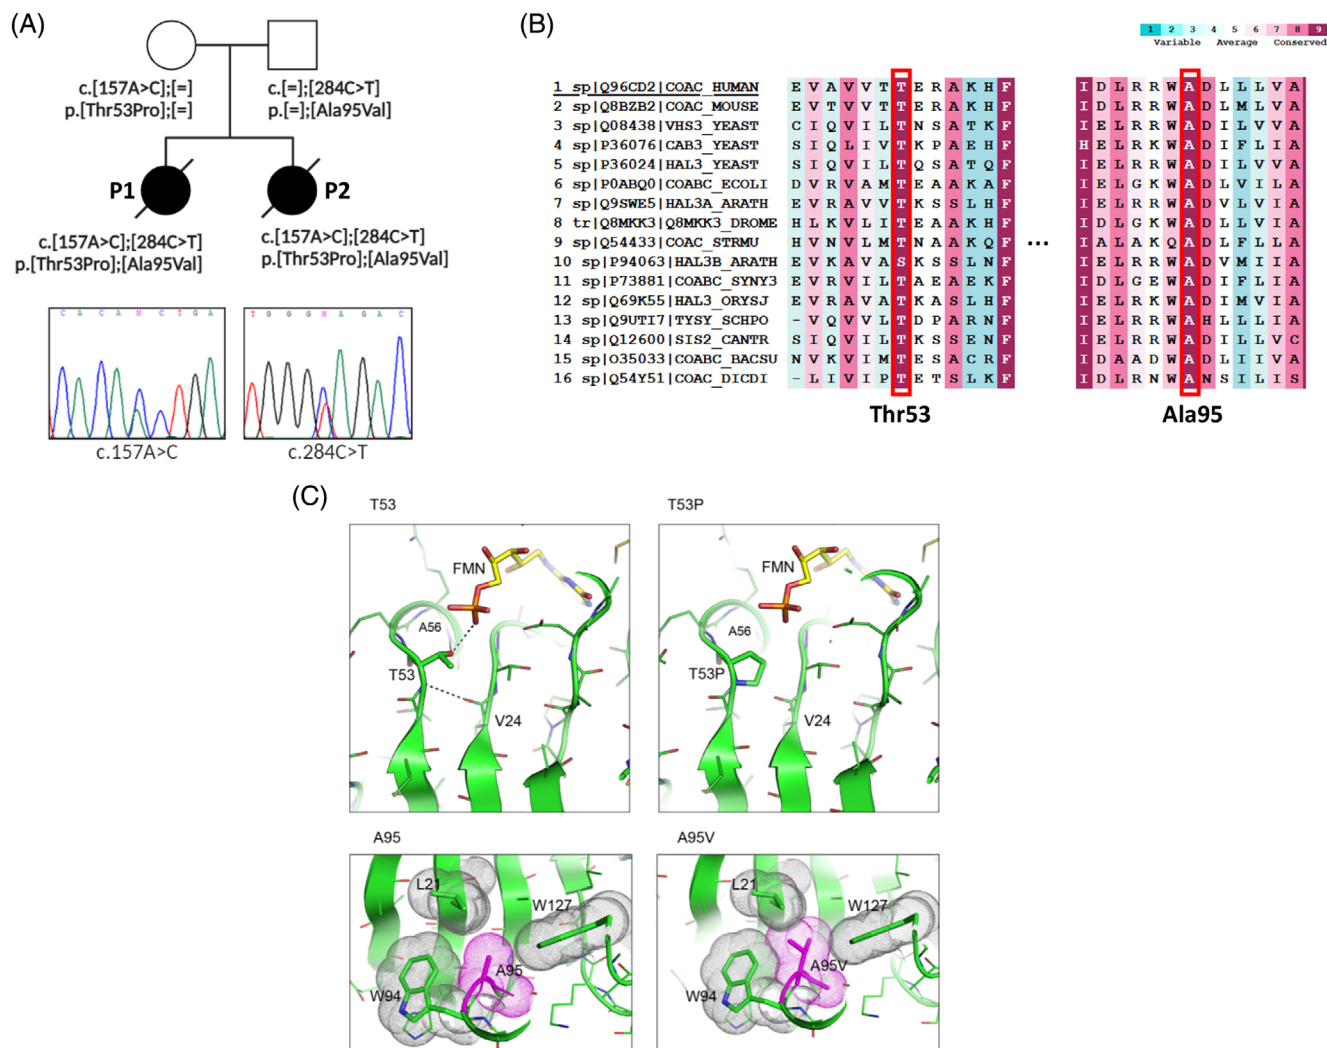 (A)
c.[157A>C];[=]
p.[Thr53Pro];[=]
c.[=];[284C>T]
p.[=];[Ala95Val]
P1
P2
c.[157A>C];[284C>T]
p.[Thr53Pro];[Ala95Val]
c.[157A>C];[284C>T]
p.[Thr53Pro];[Ala95Val]
C A C A N C T G A
T G G G N A G A C
c.157A>C
c.284C>T
(B)
1 2 3 4 5 6 7 8 9
Variable Average Conserved
1 sp|Q96CD2|COAC_HUMAN E V A V V T T E R A K H F I D L R R W A D L L L V A
2 sp|Q8BZB2|COAC_MOUSE E V T V V T T E R A K H F I E L R R W A D L M L V A
3 sp|Q08438|VHS3_YEAST C I Q V I L T N S A T K F I E L R R W A D I L V V A
4 sp|P36076|CAB3_YEAST S I Q L I V T K P A E H F H E L R K W A D I F L I A
5 sp|P36024|HAL3_YEAST S I Q V I L T Q S A T Q F I E L R R W A D I L V V A
6 sp|P0ABQ0|COABC_ECOLI D V R V A M T E A A K A F I E L G K W A D L V I L A
7 sp|Q9SWE5|HAL3A_ARATH E V R A V V T K S S L H F I E L R R W A D V L V I A
8 tr|Q8MKK3|Q8MKK3_DROME H L K V L I T E A A K H F I D L G K W A D L L V I A
9 sp|Q54433|COAC_STRMU H V N V L M T N A A K Q F ... I A L A K Q A D L F L L A
10 sp|P94063|HAL3B_ARATH E V K A V A S K S S L N F I E L R R W A D V M I I A
11 sp|P73881|COABC_SYNY3 E V R V I L T A E A E K F I D L G E W A D I F L I A
12 sp|Q69K55|HAL3_ORYSJ E V R A V A T K A S L H F I E L R K W A D I M V I A
13 sp|Q9UTI7|TYSY_SCHPO - V Q V V L T D P A R N F I E L R R W A H L L L I A
14 sp|Q12600|SIS2_CANTR S I Q V I L T K S S E N F I E L R R W A D I L L V C
15 sp|O35033|COABC_BACSU N V K V I M T E S A C R F I D A A D W A D L I I V A
16 sp|Q54Y51|COAC_DICDI - L I V I P T E T S L K F I D L R N W A N S I L I S
Thr53
Ala95
(C)
T53
T53P
FMN
A56
T53
V24
FMN
A56
T53P
V24
A95
A95V
L21
W127
A95
W94
L21
W127
A95V
W94